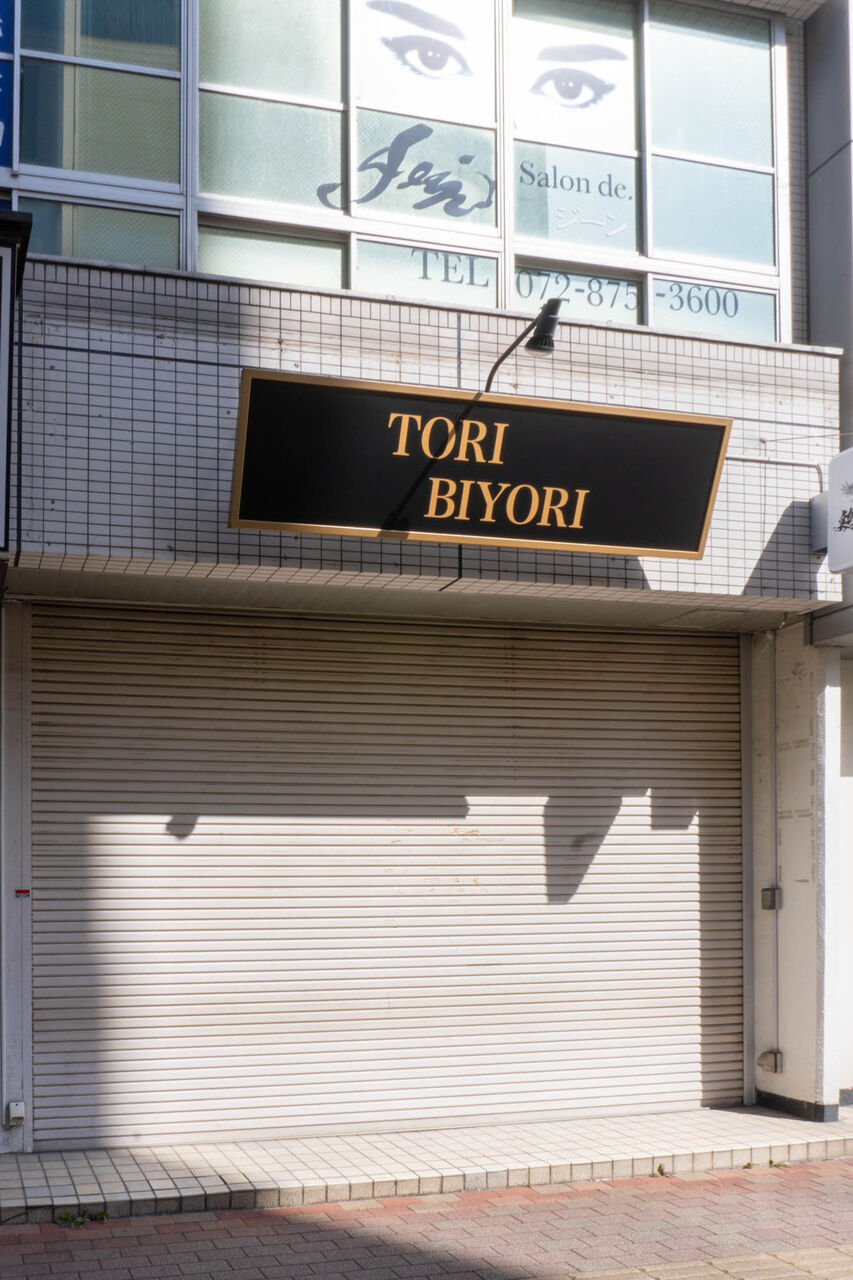 Salon de.
ジーン
TEL 072-875-3600
TORI
BIYORI